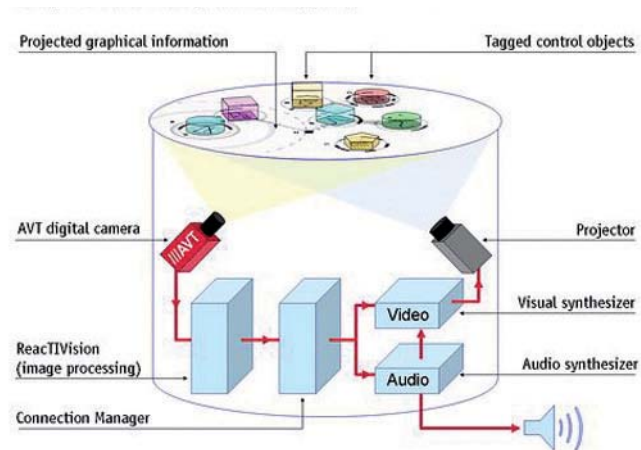 Projected graphical information
Tagged control objects
AVT digital camera
///AVT
Projector
Video
Visual synthesizer
ReacTIVision
(image processing)
Audio synthesizer
Audio
Connection Manager